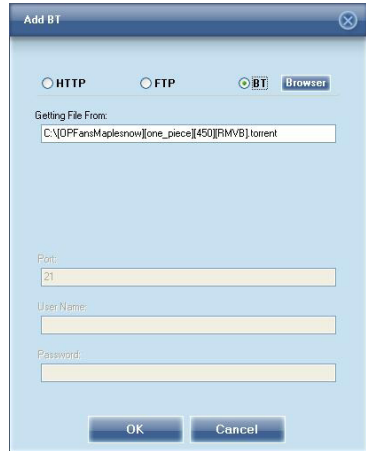 Add BT
HTTP FTP BT Browser
Getting File From:
C:\[OPFansMaplesnow][one_piece][450][RMVB].torrent
Port:
21
User Name:
Password:
OK Cancel